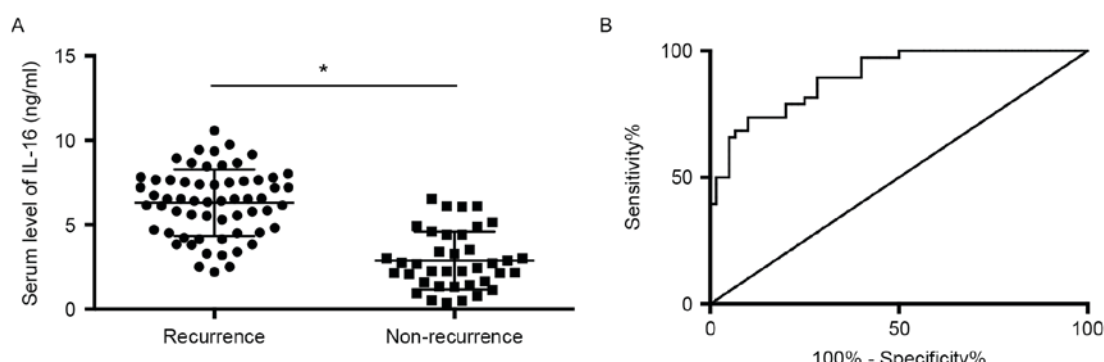 A
Serum level of IL-16 (ng/ml)
15
10
5
0
*
Recurrence
Non-recurrence
B
Sensitivity%
100
50
0
0
50
100
100% - Specificity%